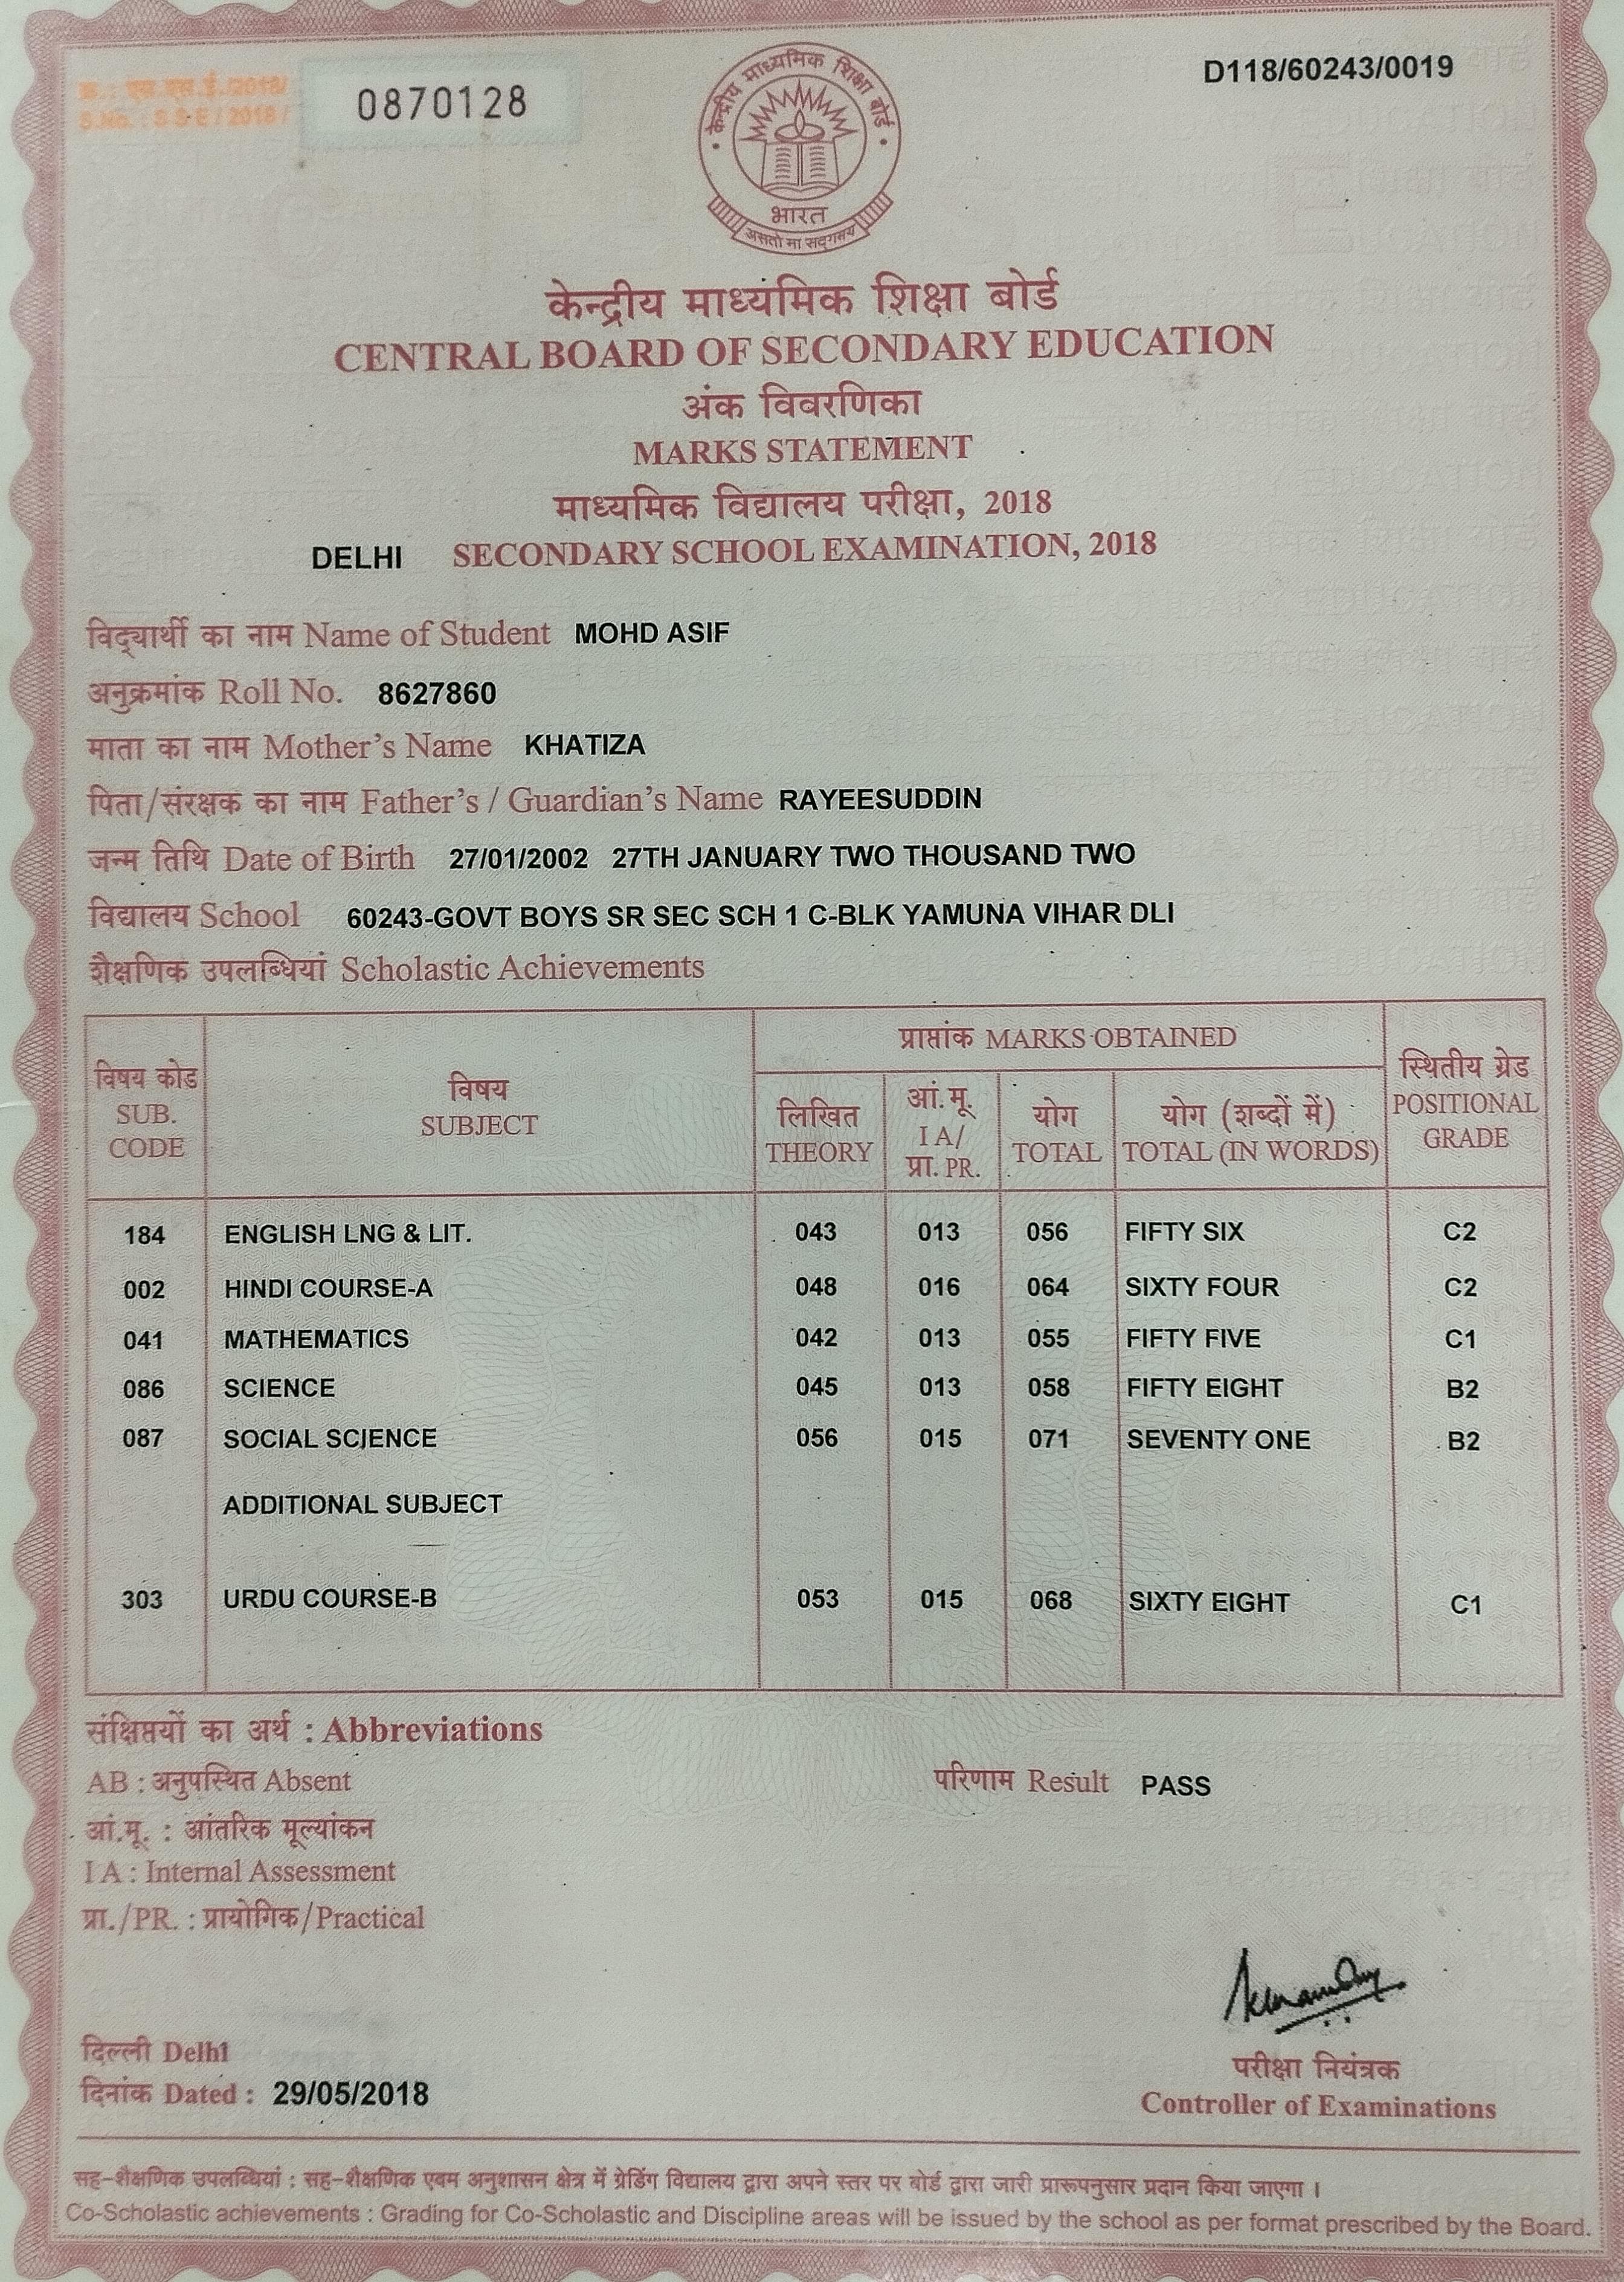 क्र.: एस.एस.ई./2018/
S.No. : S S E / 2018 /
0870128
D118/60243/0019
केन्द्रीय माध्यमिक शिक्षा बोर्ड
भारत
असतो मा सद्गमय
केन्द्रीय माध्यमिक शिक्षा बोर्ड
CENTRAL BOARD OF SECONDARY EDUCATION
अंक विवरणिका
MARKS STATEMENT
माध्यमिक विद्यालय परीक्षा, 2018
DELHI SECONDARY SCHOOL EXAMINATION, 2018
विद्यार्थी का नाम Name of Student MOHD ASIF
अनुक्रमांक Roll No. 8627860
माता का नाम Mother's Name KHATIZA
पिता/संरक्षक का नाम Father's / Guardian's Name RAYEESUDDIN
जन्म तिथि Date of Birth 27/01/2002 27TH JANUARY TWO THOUSAND TWO
विद्यालय School 60243-GOVT BOYS SR SEC SCH 1 C-BLK YAMUNA VIHAR DLI
शैक्षणिक उपलब्धियां Scholastic Achievements
विषय कोड
SUB.
CODE
विषय
SUBJECT
प्राप्तांक MARKS OBTAINED
लिखित
THEORY
आं.मू.
I A/
प्रा. PR.
योग
TOTAL
योग (शब्दों में)
TOTAL (IN WORDS)
स्थितीय ग्रेड
POSITIONAL
GRADE
184 ENGLISH LNG & LIT. 043 013 056 FIFTY SIX C2
002 HINDI COURSE-A 048 016 064 SIXTY FOUR C2
041 MATHEMATICS 042 013 055 FIFTY FIVE C1
086 SCIENCE 045 013 058 FIFTY EIGHT B2
087 SOCIAL SCIENCE 056 015 071 SEVENTY ONE B2
ADDITIONAL SUBJECT
303 URDU COURSE-B 053 015 068 SIXTY EIGHT C1
संक्षिप्तयों का अर्थ : Abbreviations
AB : अनुपस्थित Absent
परिणाम Result PASS
आं.मू. : आंतरिक मूल्यांकन
I A : Internal Assessment
प्रा./PR. : प्रायोगिक/Practical
दिल्ली Delhi
दिनांक Dated : 29/05/2018
परीक्षा नियंत्रक
Controller of Examinations
सह-शैक्षणिक उपलब्धियां : सह-शैक्षणिक एवम अनुशासन क्षेत्र में ग्रेडिंग विद्यालय द्वारा अपने स्तर पर बोर्ड द्वारा जारी प्रारूपनुसार प्रदान किया जाएगा ।
Co-Scholastic achievements : Grading for Co-Scholastic and Discipline areas will be issued by the school as per format prescribed by the Board.